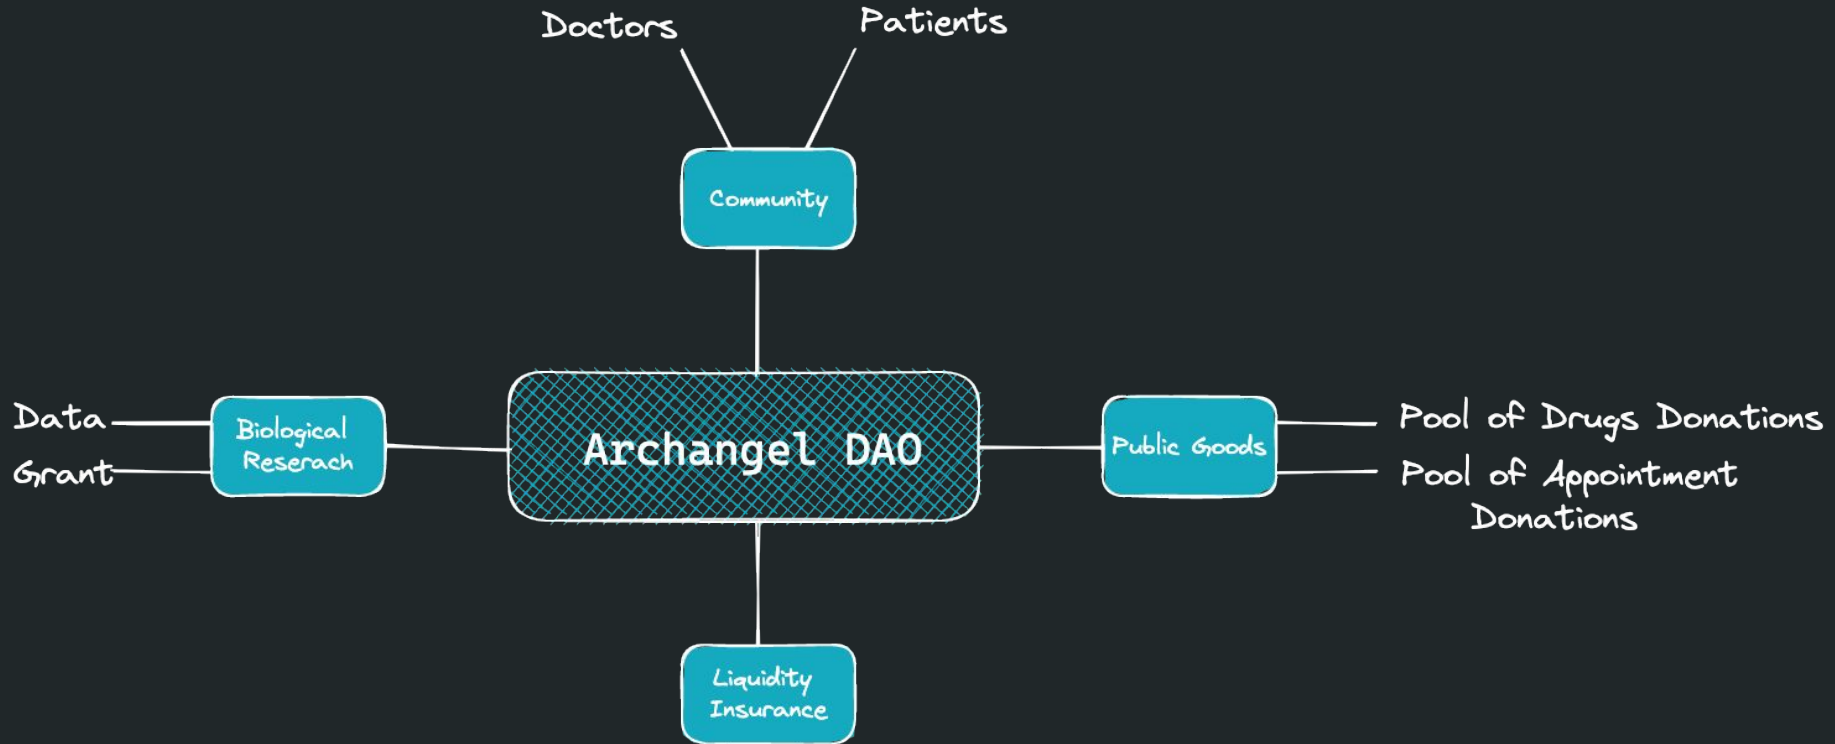 Doctors
Patients
Community
Data
Grant
Biological
Reserach
Archangel DAO
Public Goods
Pool of Drugs Donations
Pool of Appointment
Donations
Liquidity
Insurance